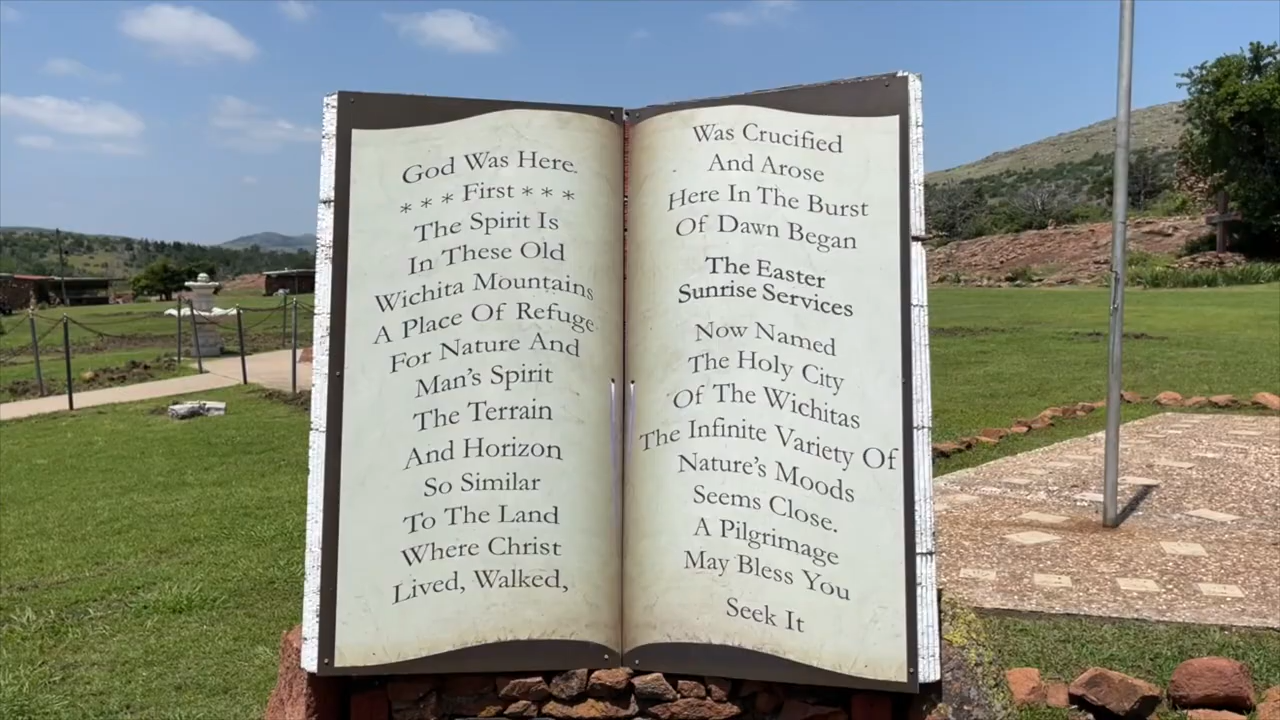 God Was Here.
* * * First * * *
The Spirit Is
In These Old
Wichita Mountains
A Place Of Refuge
For Nature And
Man's Spirit
The Terrain
And Horizon
So Similar
To The Land
Where Christ
Lived, Walked,
Was Crucified
And Arose
Here In The Burst
Of Dawn Began
The Easter
Sunrise Services
Now Named
The Holy City
Of The Wichitas
The Infinite Variety Of
Nature's Moods
Seems Close.
A Pilgrimage
May Bless You
Seek It